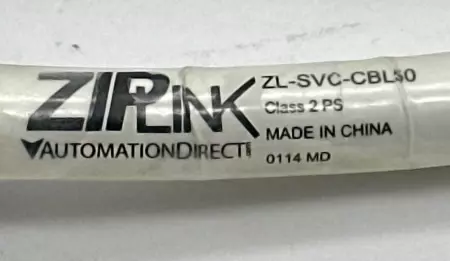 ZIPLINK
AUTOMATIONDIRECT
ZL-SVC-CBL50
Class 2 PS
MADE IN CHINA
0114 MD